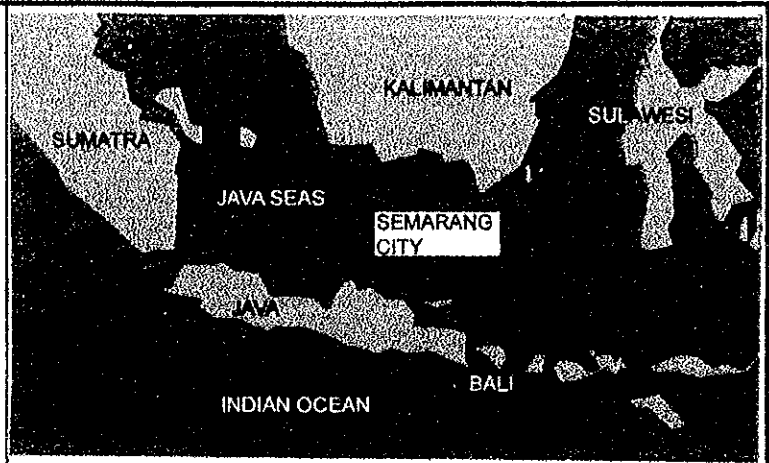 KALIMANTAN
SULAWESI
SUMATRA
JAVA SEAS
SEMARANG
CITY
JAVA
BALI
INDIAN OCEAN